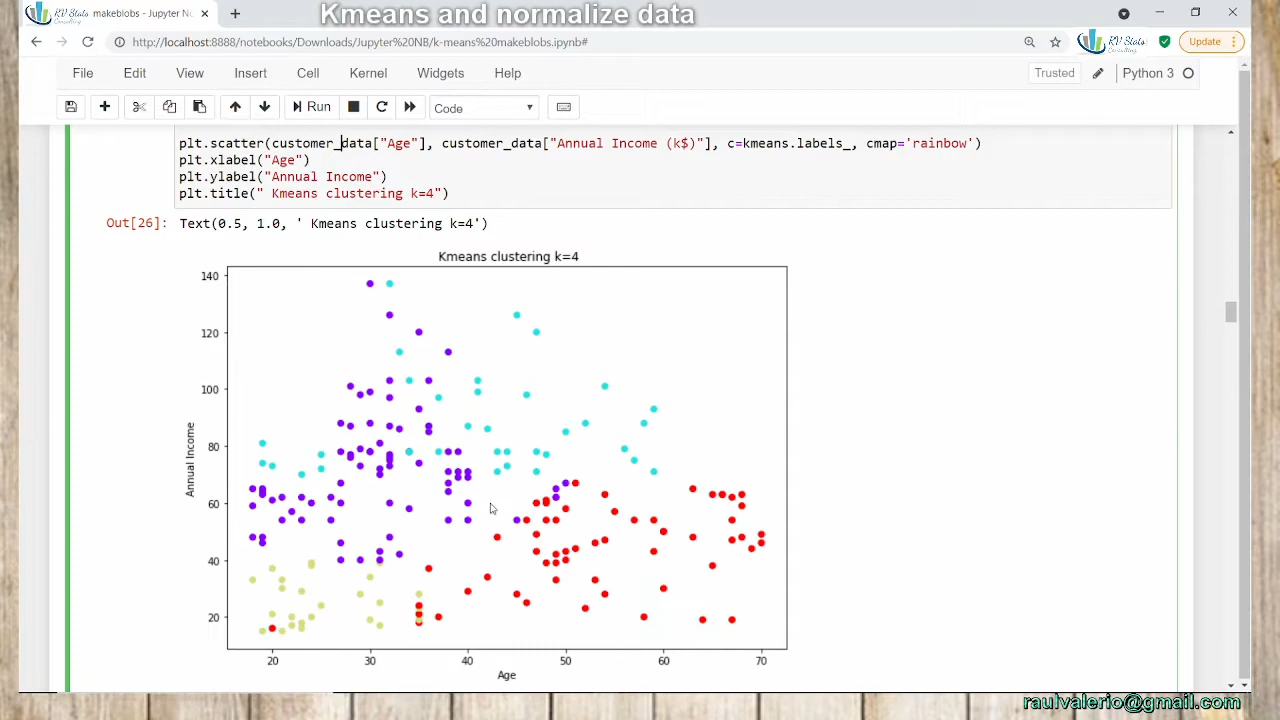 makeblobs - Jupyter No
Kmeans and normalize data
http://localhost:8888/notebooks/Downloads/Jupyter%20NB/k-means%20makeblobs.ipynb#
RV Stats
Consulting
Update
File Edit View Insert Cell Kernel Widgets Help
Trusted
Python 3
Run
Code
plt.scatter(customer_data["Age"], customer_data["Annual Income (k$)"], c=kmeans.labels_, cmap='rainbow')
plt.xlabel("Age")
plt.ylabel("Annual Income")
plt.title(" Kmeans clustering k=4")
Out[26]: Text(0.5, 1.0, ' Kmeans clustering k=4')
Kmeans clustering k=4
140
120
100
80
60
40
20
Annual Income
20 30 40 50 60 70
Age
raulvalerio@gmail.com